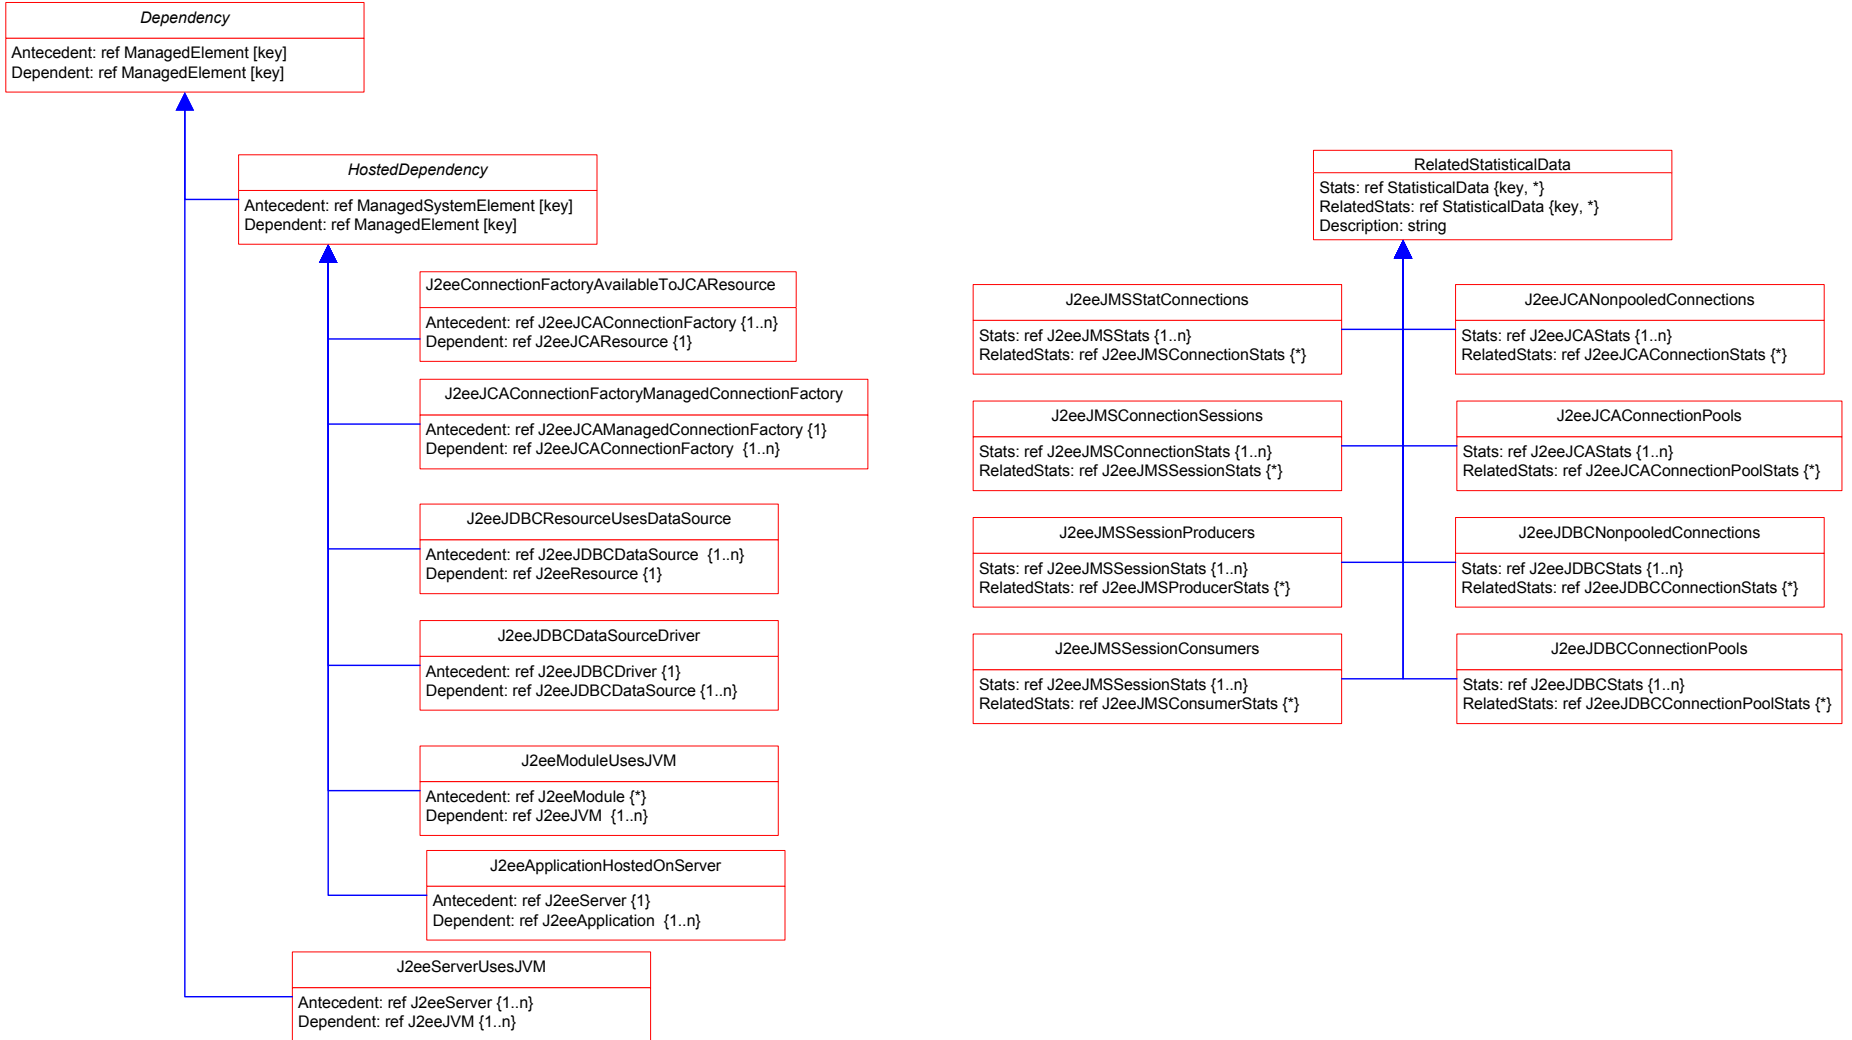 Dependency
Antecedent: ref ManagedElement [key]
Dependent: ref ManagedElement [key]
HostedDependency
Antecedent: ref ManagedSystemElement [key]
Dependent: ref ManagedElement [key]
J2eeConnectionFactoryAvailableToJCAResource
Antecedent: ref J2eeJCAConnectionFactory {1..n}
Dependent: ref J2eeJCAResource {1}
J2eeJCAConnectionFactoryManagedConnectionFactory
Antecedent: ref J2eeJCAManagedConnectionFactory {1}
Dependent: ref J2eeJCAConnectionFactory {1..n}
J2eeJDBCResourceUsesDataSource
Antecedent: ref J2eeJDBCDataSource {1..n}
Dependent: ref J2eeResource {1}
J2eeJDBCDataSourceDriver
Antecedent: ref J2eeJDBCDriver {1}
Dependent: ref J2eeJDBCDataSource {1..n}
J2eeModuleUsesJVM
Antecedent: ref J2eeModule {*}
Dependent: ref J2eeJVM {1..n}
J2eeApplicationHostedOnServer
Antecedent: ref J2eeServer {1}
Dependent: ref J2eeApplication {1..n}
J2eeServerUsesJVM
Antecedent: ref J2eeServer {1..n}
Dependent: ref J2eeJVM {1..n}
RelatedStatisticalData
Stats: ref StatisticalData {key, *}
RelatedStats: ref StatisticalData {key, *}
Description: string
J2eeJMSStatConnections
Stats: ref J2eeJMSStats {1..n}
RelatedStats: ref J2eeJMSConnectionStats {*}
J2eeJCANonpooledConnections
Stats: ref J2eeJCAStats {1..n}
RelatedStats: ref J2eeJCAConnectionStats {*}
J2eeJMSConnectionSessions
Stats: ref J2eeJMSConnectionStats {1..n}
RelatedStats: ref J2eeJMSSessionStats {*}
J2eeJCAConnectionPools
Stats: ref J2eeJCAStats {1..n}
RelatedStats: ref J2eeJCAConnectionPoolStats {*}
J2eeJMSSessionProducers
Stats: ref J2eeJMSSessionStats {1..n}
RelatedStats: ref J2eeJMSProducerStats {*}
J2eeJDBCNonpooledConnections
Stats: ref J2eeJDBCStats {1..n}
RelatedStats: ref J2eeJDBCConnectionStats {*}
J2eeJMSSessionConsumers
Stats: ref J2eeJMSSessionStats {1..n}
RelatedStats: ref J2eeJMSConsumerStats {*}
J2eeJDBCConnectionPools
Stats: ref J2eeJDBCStats {1..n}
RelatedStats: ref J2eeJDBCConnectionPoolStats {*}